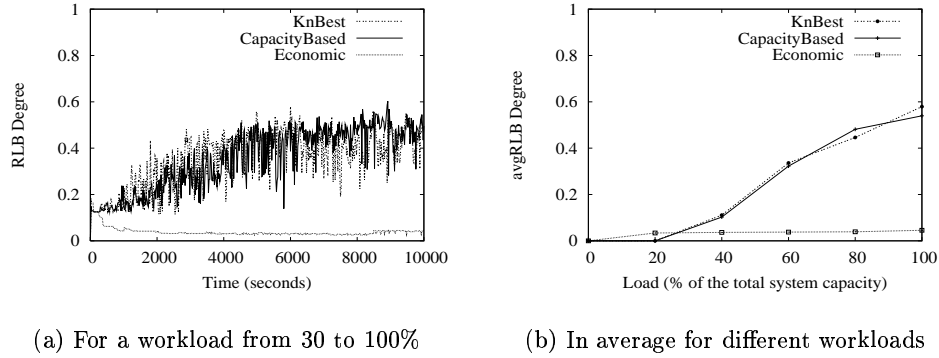 1
0.8
0.6
0.4
0.2
0
RLB Degree
KnBest
CapacityBased
Economic
0 2000 4000 6000 8000 10000
Time (seconds)
(a) For a workload from 30 to 100%
1
0.8
0.6
0.4
0.2
0
avgRLB Degree
KnBest
CapacityBased
Economic
0 20 40 60 80 100
Load (% of the total system capacity)
(b) In average for different workloads